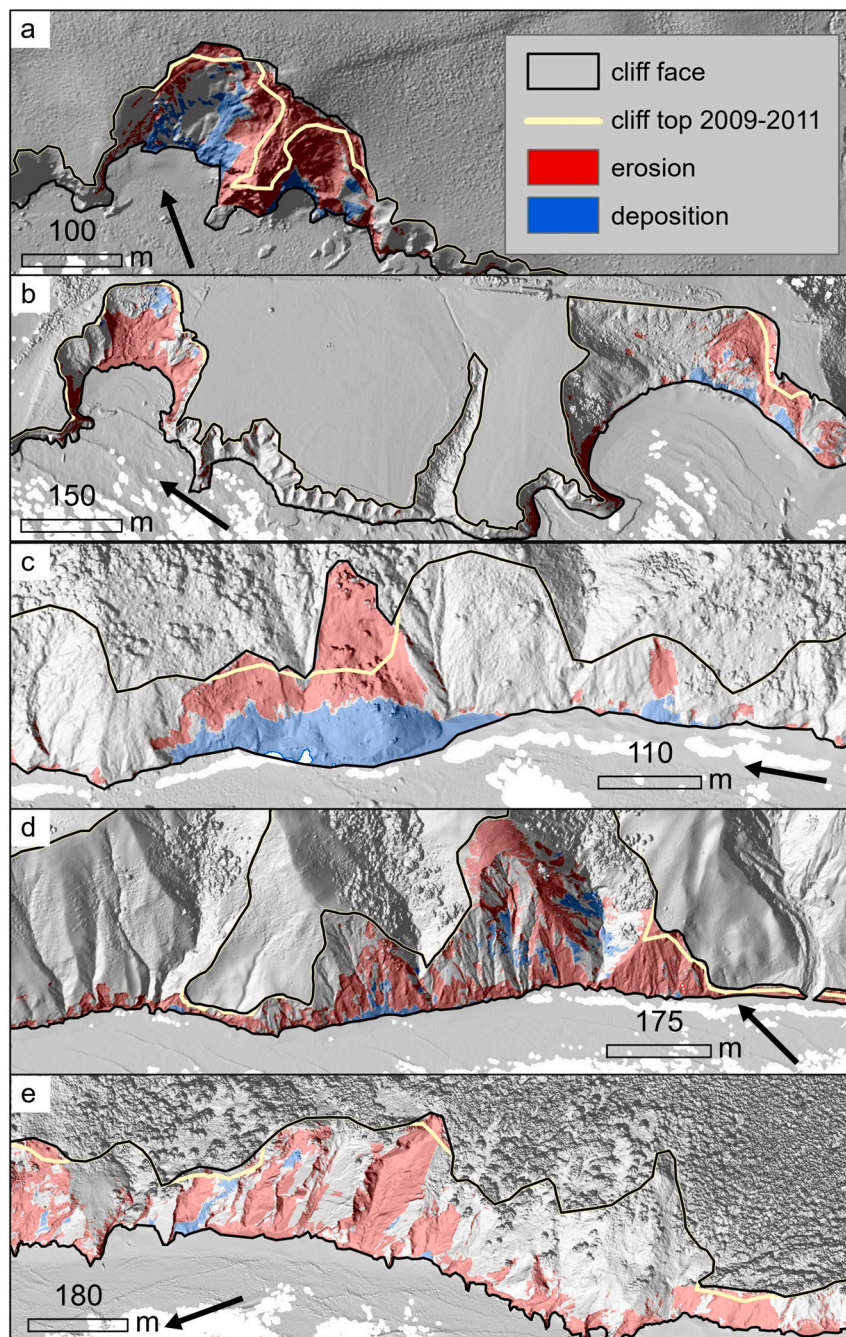 a
cliff face
cliff top 2009-2011
erosion
deposition
100
m
b
150
m
c
110
m
d
175
m
e
180
m